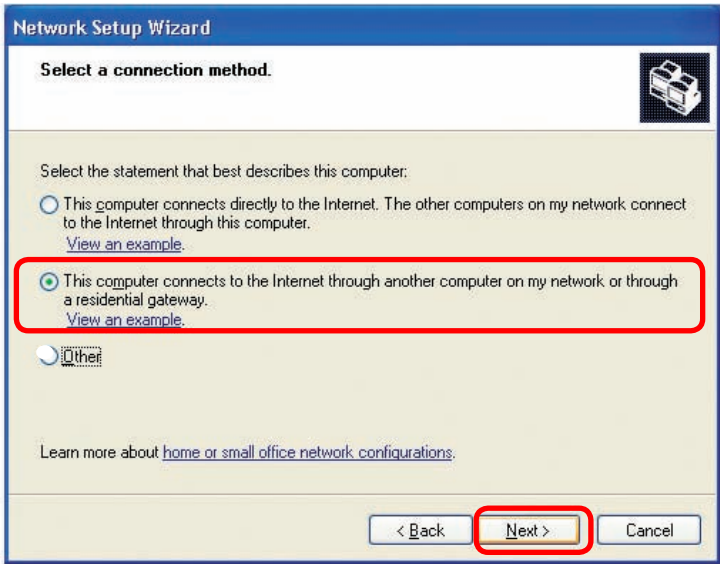 Network Setup Wizard
Select a connection method.
Select the statement that best describes this computer:
This computer connects directly to the Internet. The other computers on my network connect
to the Internet through this computer.
View an example.
This computer connects to the Internet through another computer on my network or through
a residential gateway.
View an example.
Other
Learn more about home or small office network configurations.
< Back
Next >
Cancel